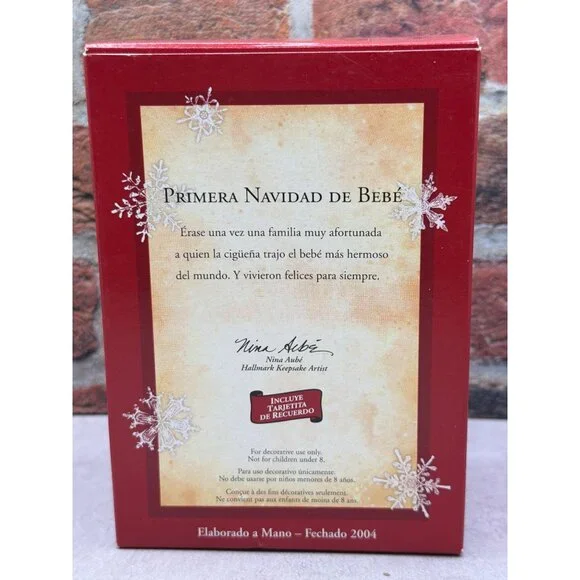 PRIMERA NAVIDAD DE BEBÉ
Érase una vez una familia muy afortunada
a quien la cigüeña trajo el bebé más hermoso
del mundo. Y vivieron felices para siempre.
Nina Aubé
Nina Aubé
Hallmark Keepsake Artist
INCLUYE
TARJETITA
DE RECUERDO
For decorative use only.
Not for children under 8.
Para uso decorativo únicamente.
No debe usarse por niños menores de 8 años.
Conçue à des fins décoratives seulement.
Ne convient pas aux enfants de moins de 8 ans.
Elaborado a Mano – Fechado 2004